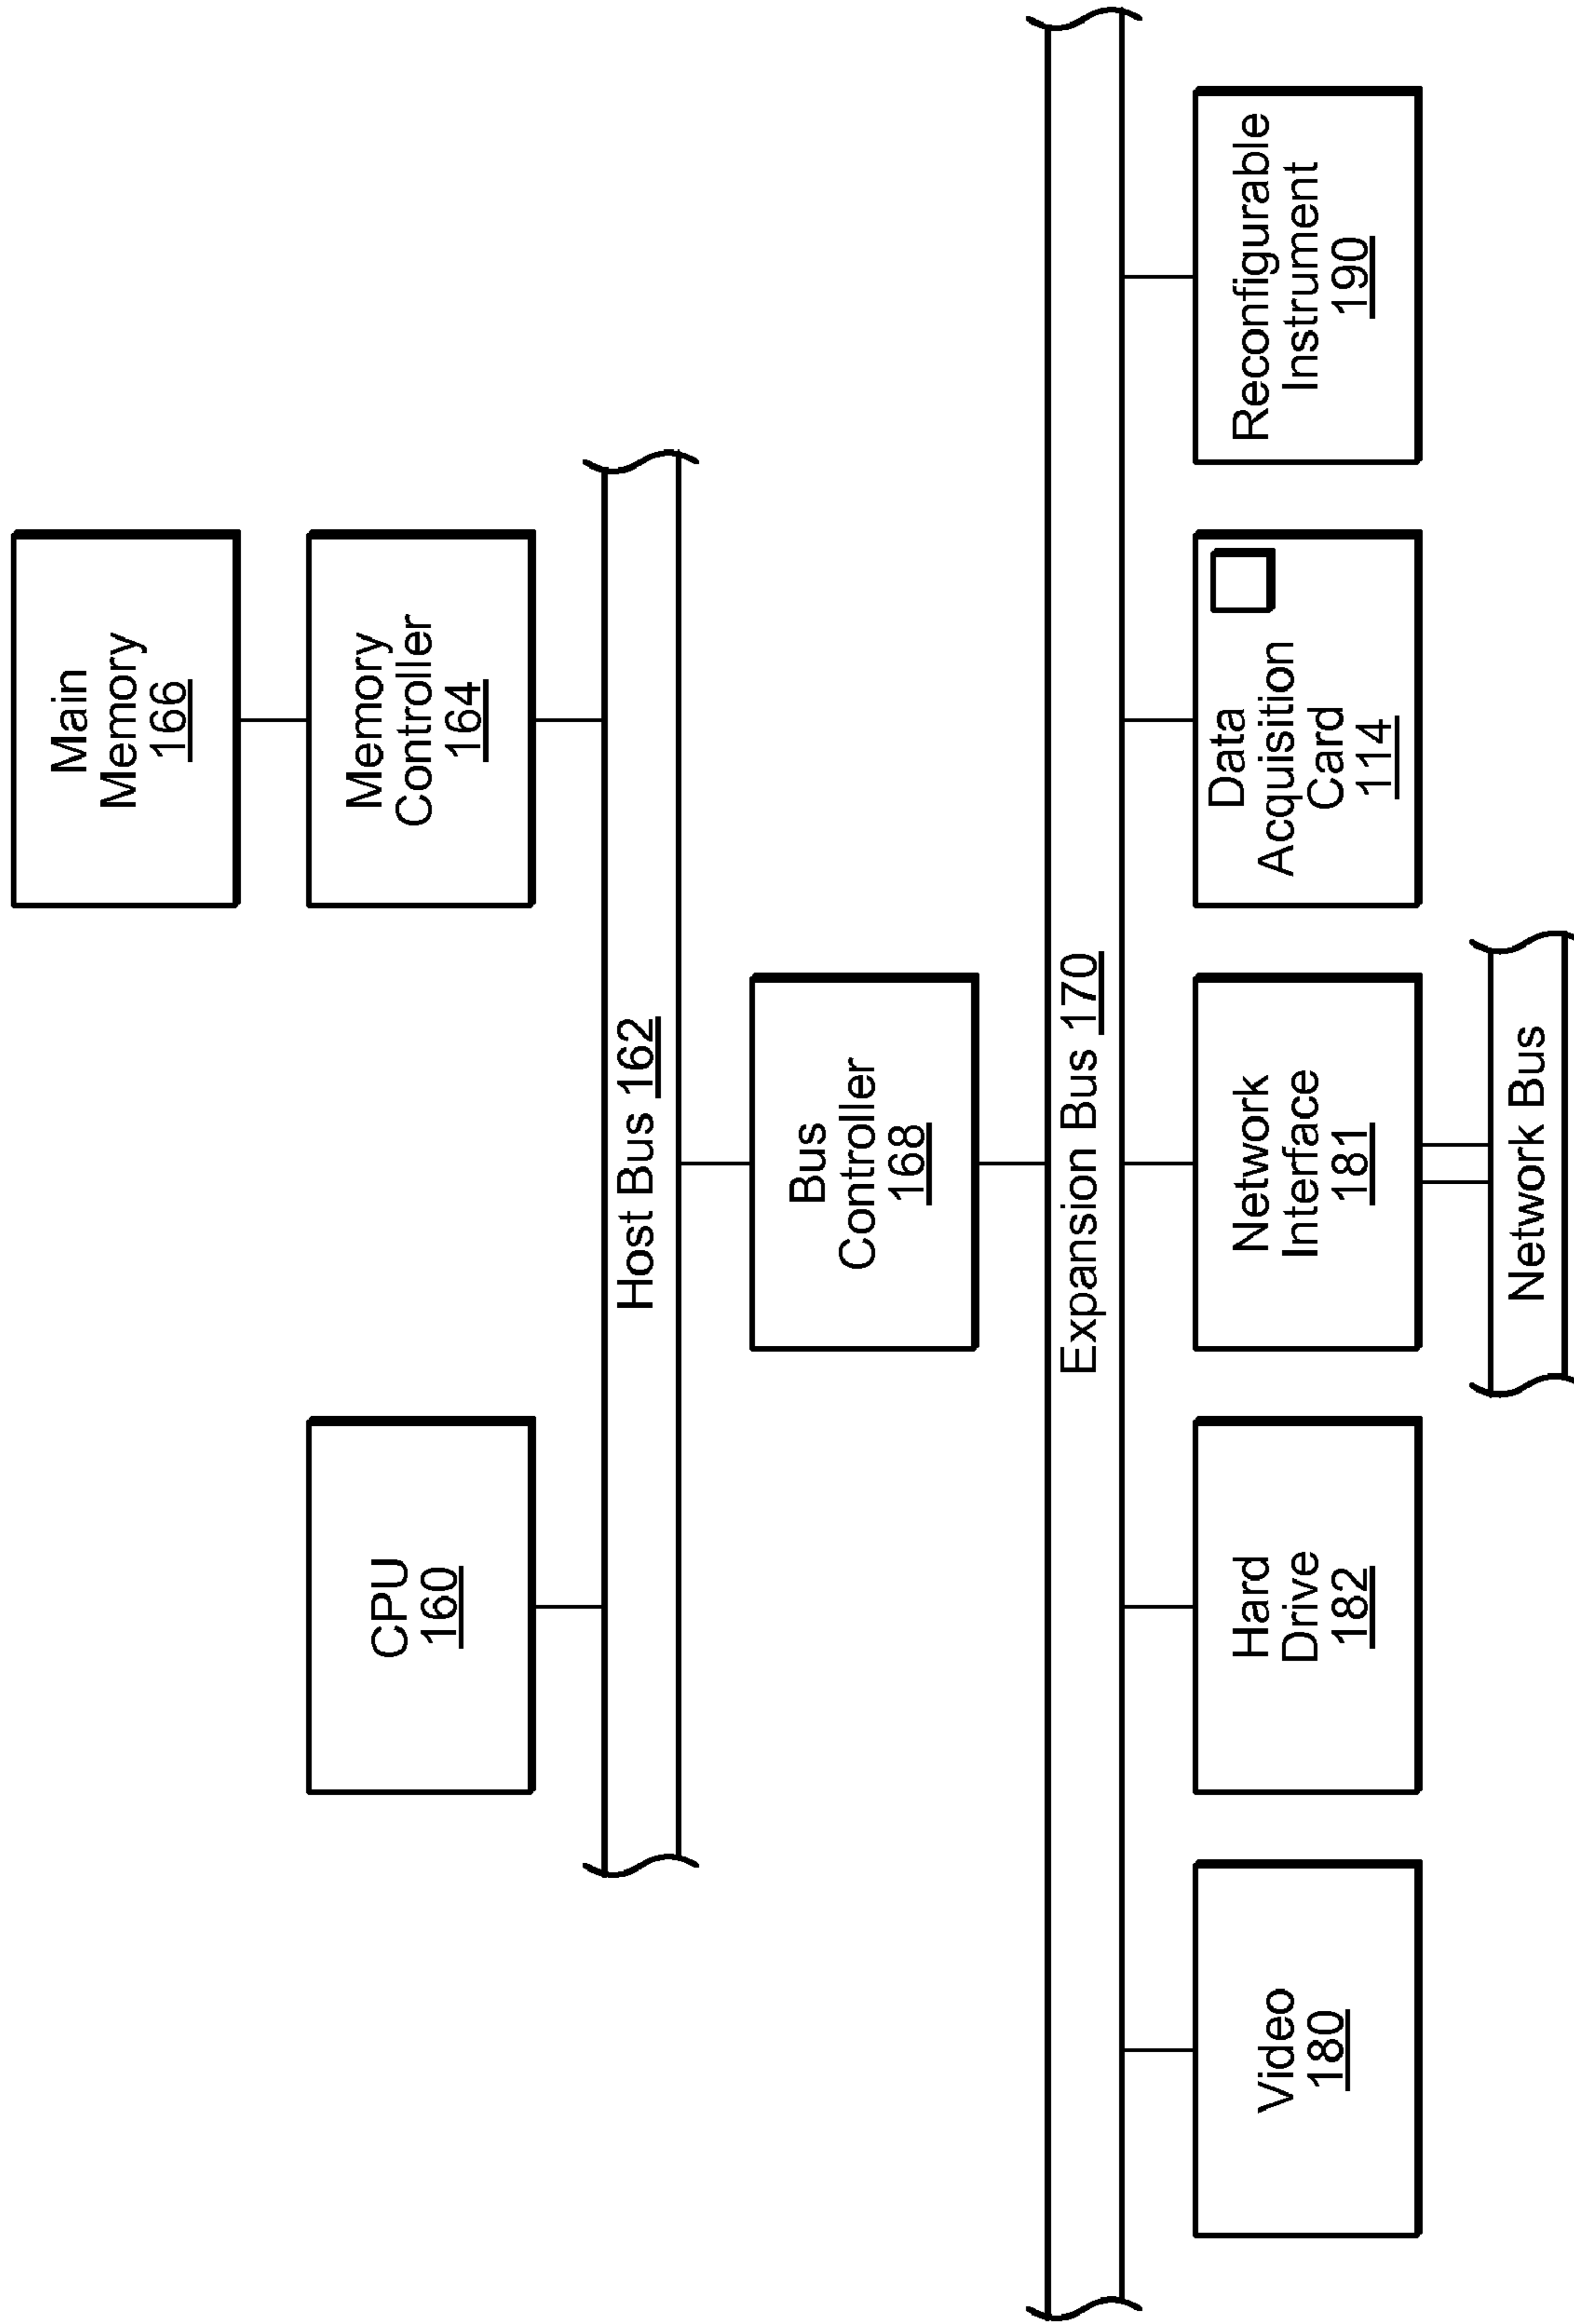 Main
Memory
166
CPU
160
Memory
Controller
164
Host Bus 162
Bus
Controller
168
Expansion Bus 170
Video
180
Hard
Drive
182
Network
Interface
181
Data
Acquisition
Card
114
Reconfigurable
Instrument
190
Network Bus